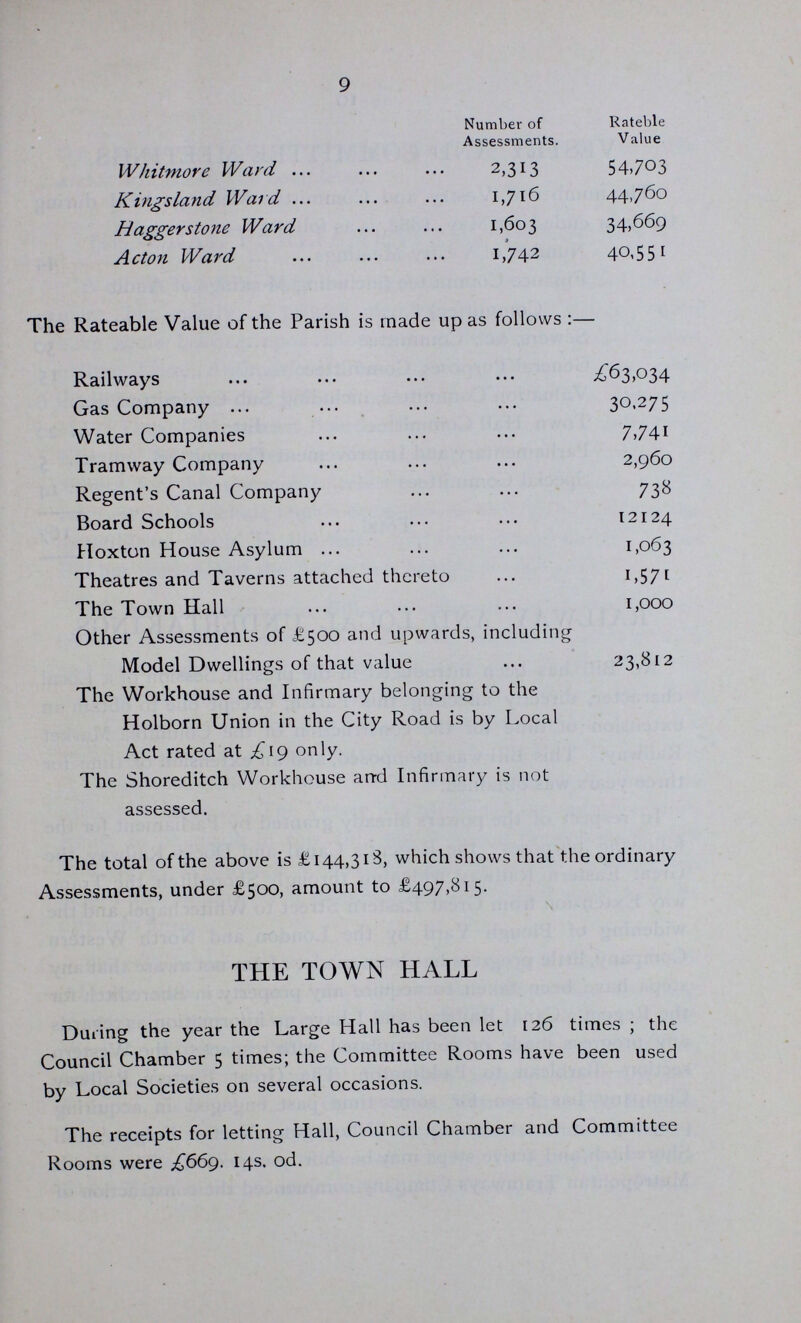 9
Number of Rateble
Assessments. Value
Whitmore Ward ... ... ... 2,313 54,703
Kingsland Ward ... ... ... 1,716 44,760
Haggerstone Ward ... ... 1,603 34,669
Acton Ward ... ... ... 1,742 40,551
The Rateable Value of the Parish is made up as follows :—
Railways ... ... ... ... £63,034
Gas Company ... ... ... ... 30,275
Water Companies ... ... ... 7,741
Tramway Company ... ... ... 2,960
Regent's Canal Company ... ... 738
Board Schools ... ... ... 12124
Hoxton House Asylum ... ... ... 1,063
Theatres and Taverns attached thereto ... 1,571
The Town Hall ... ... ... 1,000
Other Assessments of £500 and upwards, including
Model Dwellings of that value ... 23,812
The Workhouse and Infirmary belonging to the
Holborn Union in the City Road is by Local
Act rated at £19 only.
The Shoreditch Workhouse and Infirmary is not
assessed.
The total of the above is £144,318, which shows that the ordinary
Assessments, under £500, amount to £497,815.
THE TOWN HALL
During the year the Large Hall has been let 126 times ; the
Council Chamber 5 times; the Committee Rooms have been used
by Local Societies on several occasions.
The receipts for letting Hall, Council Chamber and Committee
Rooms were £669. 14s. 0d.